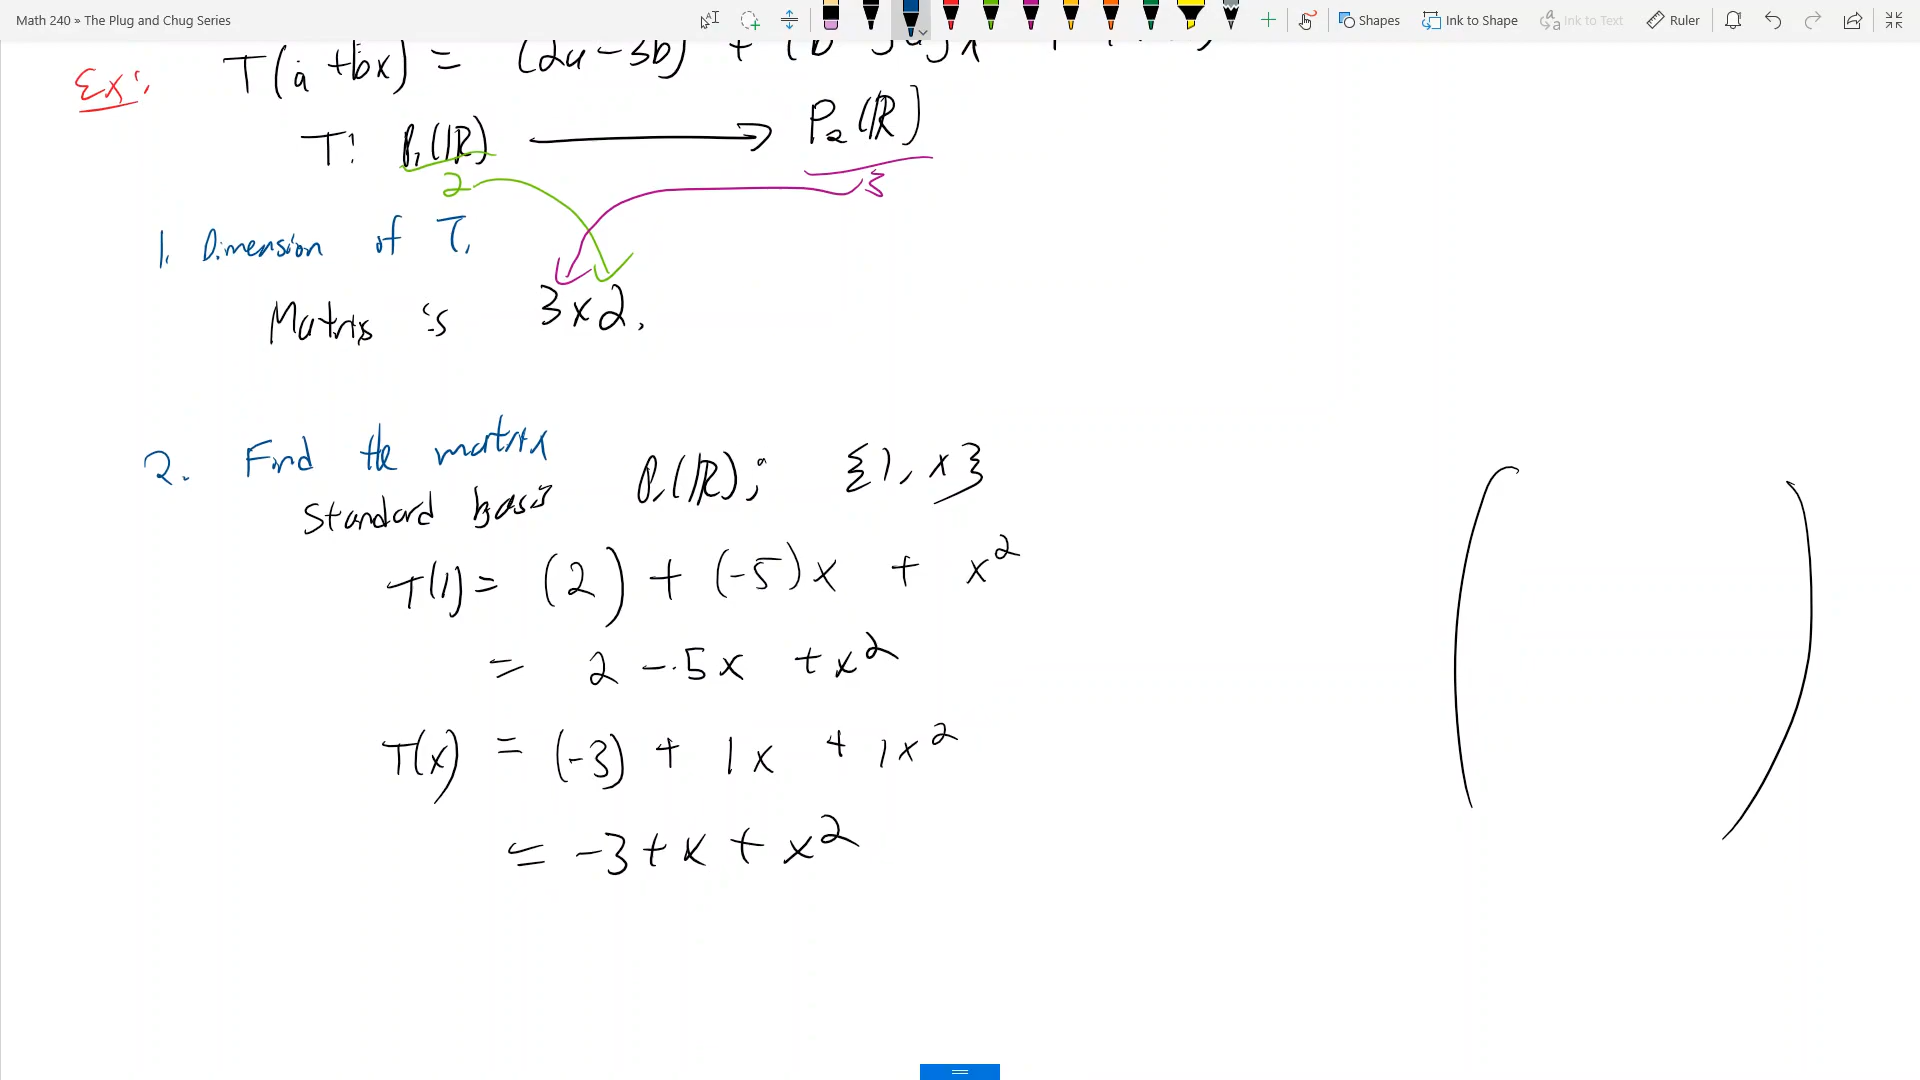 Math 240 » The Plug and Chug Series
Shapes Ink to Shape Ink to Text Ruler
Ex: T(a+bx) = (2a-3b) +
T: P₁(ℝ) ⟶ P₂(ℝ)
2 3
1. Dimension of T.
Matrix is 3x2.
2. Find the matrix
Standard basis P₁(ℝ); {1, x}
T(1) = (2) + (-5)x + x²
= 2 - 5x + x²
T(x) = (-3) + 1x + 1x²
= -3 + x + x²